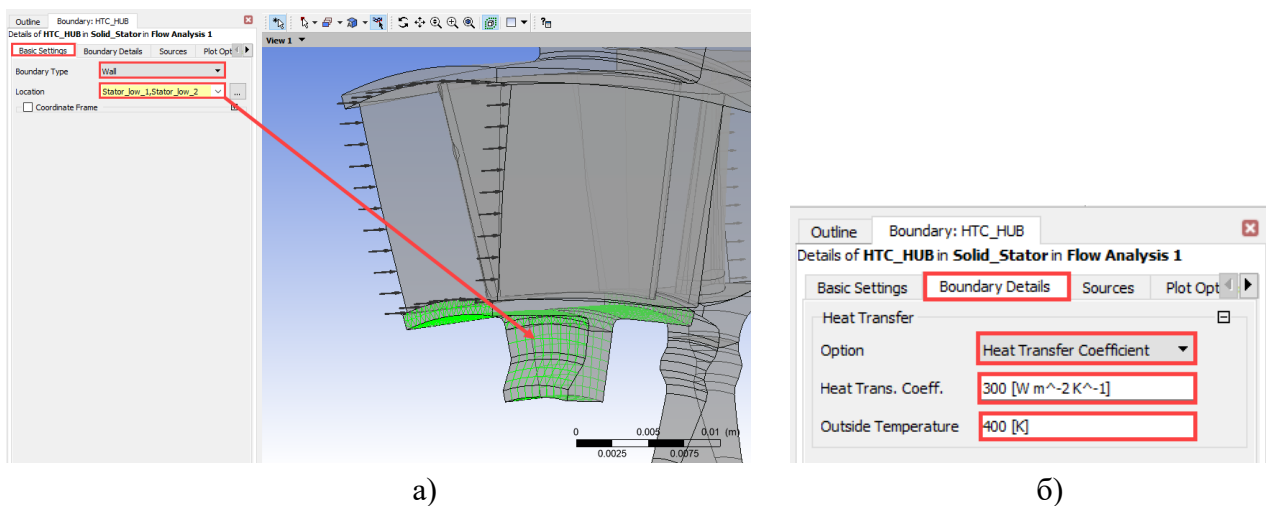 Outline Boundary: HTC_HUB
Details of HTC_HUB in Solid_Stator in Flow Analysis 1
Basic Settings Boundary Details Sources Plot Opt
Boundary Type Wall
Location Stator_low_1,Stator_low_2 ...
Coordinate Frame
View 1
0 0.005 0.01 (m)
0.0025 0.0075
а)
Outline Boundary: HTC_HUB
Details of HTC_HUB in Solid_Stator in Flow Analysis 1
Basic Settings Boundary Details Sources Plot Opt
Heat Transfer
Option Heat Transfer Coefficient
Heat Trans. Coeff. 300 [W m^-2 K^-1]
Outside Temperature 400 [K]
б)